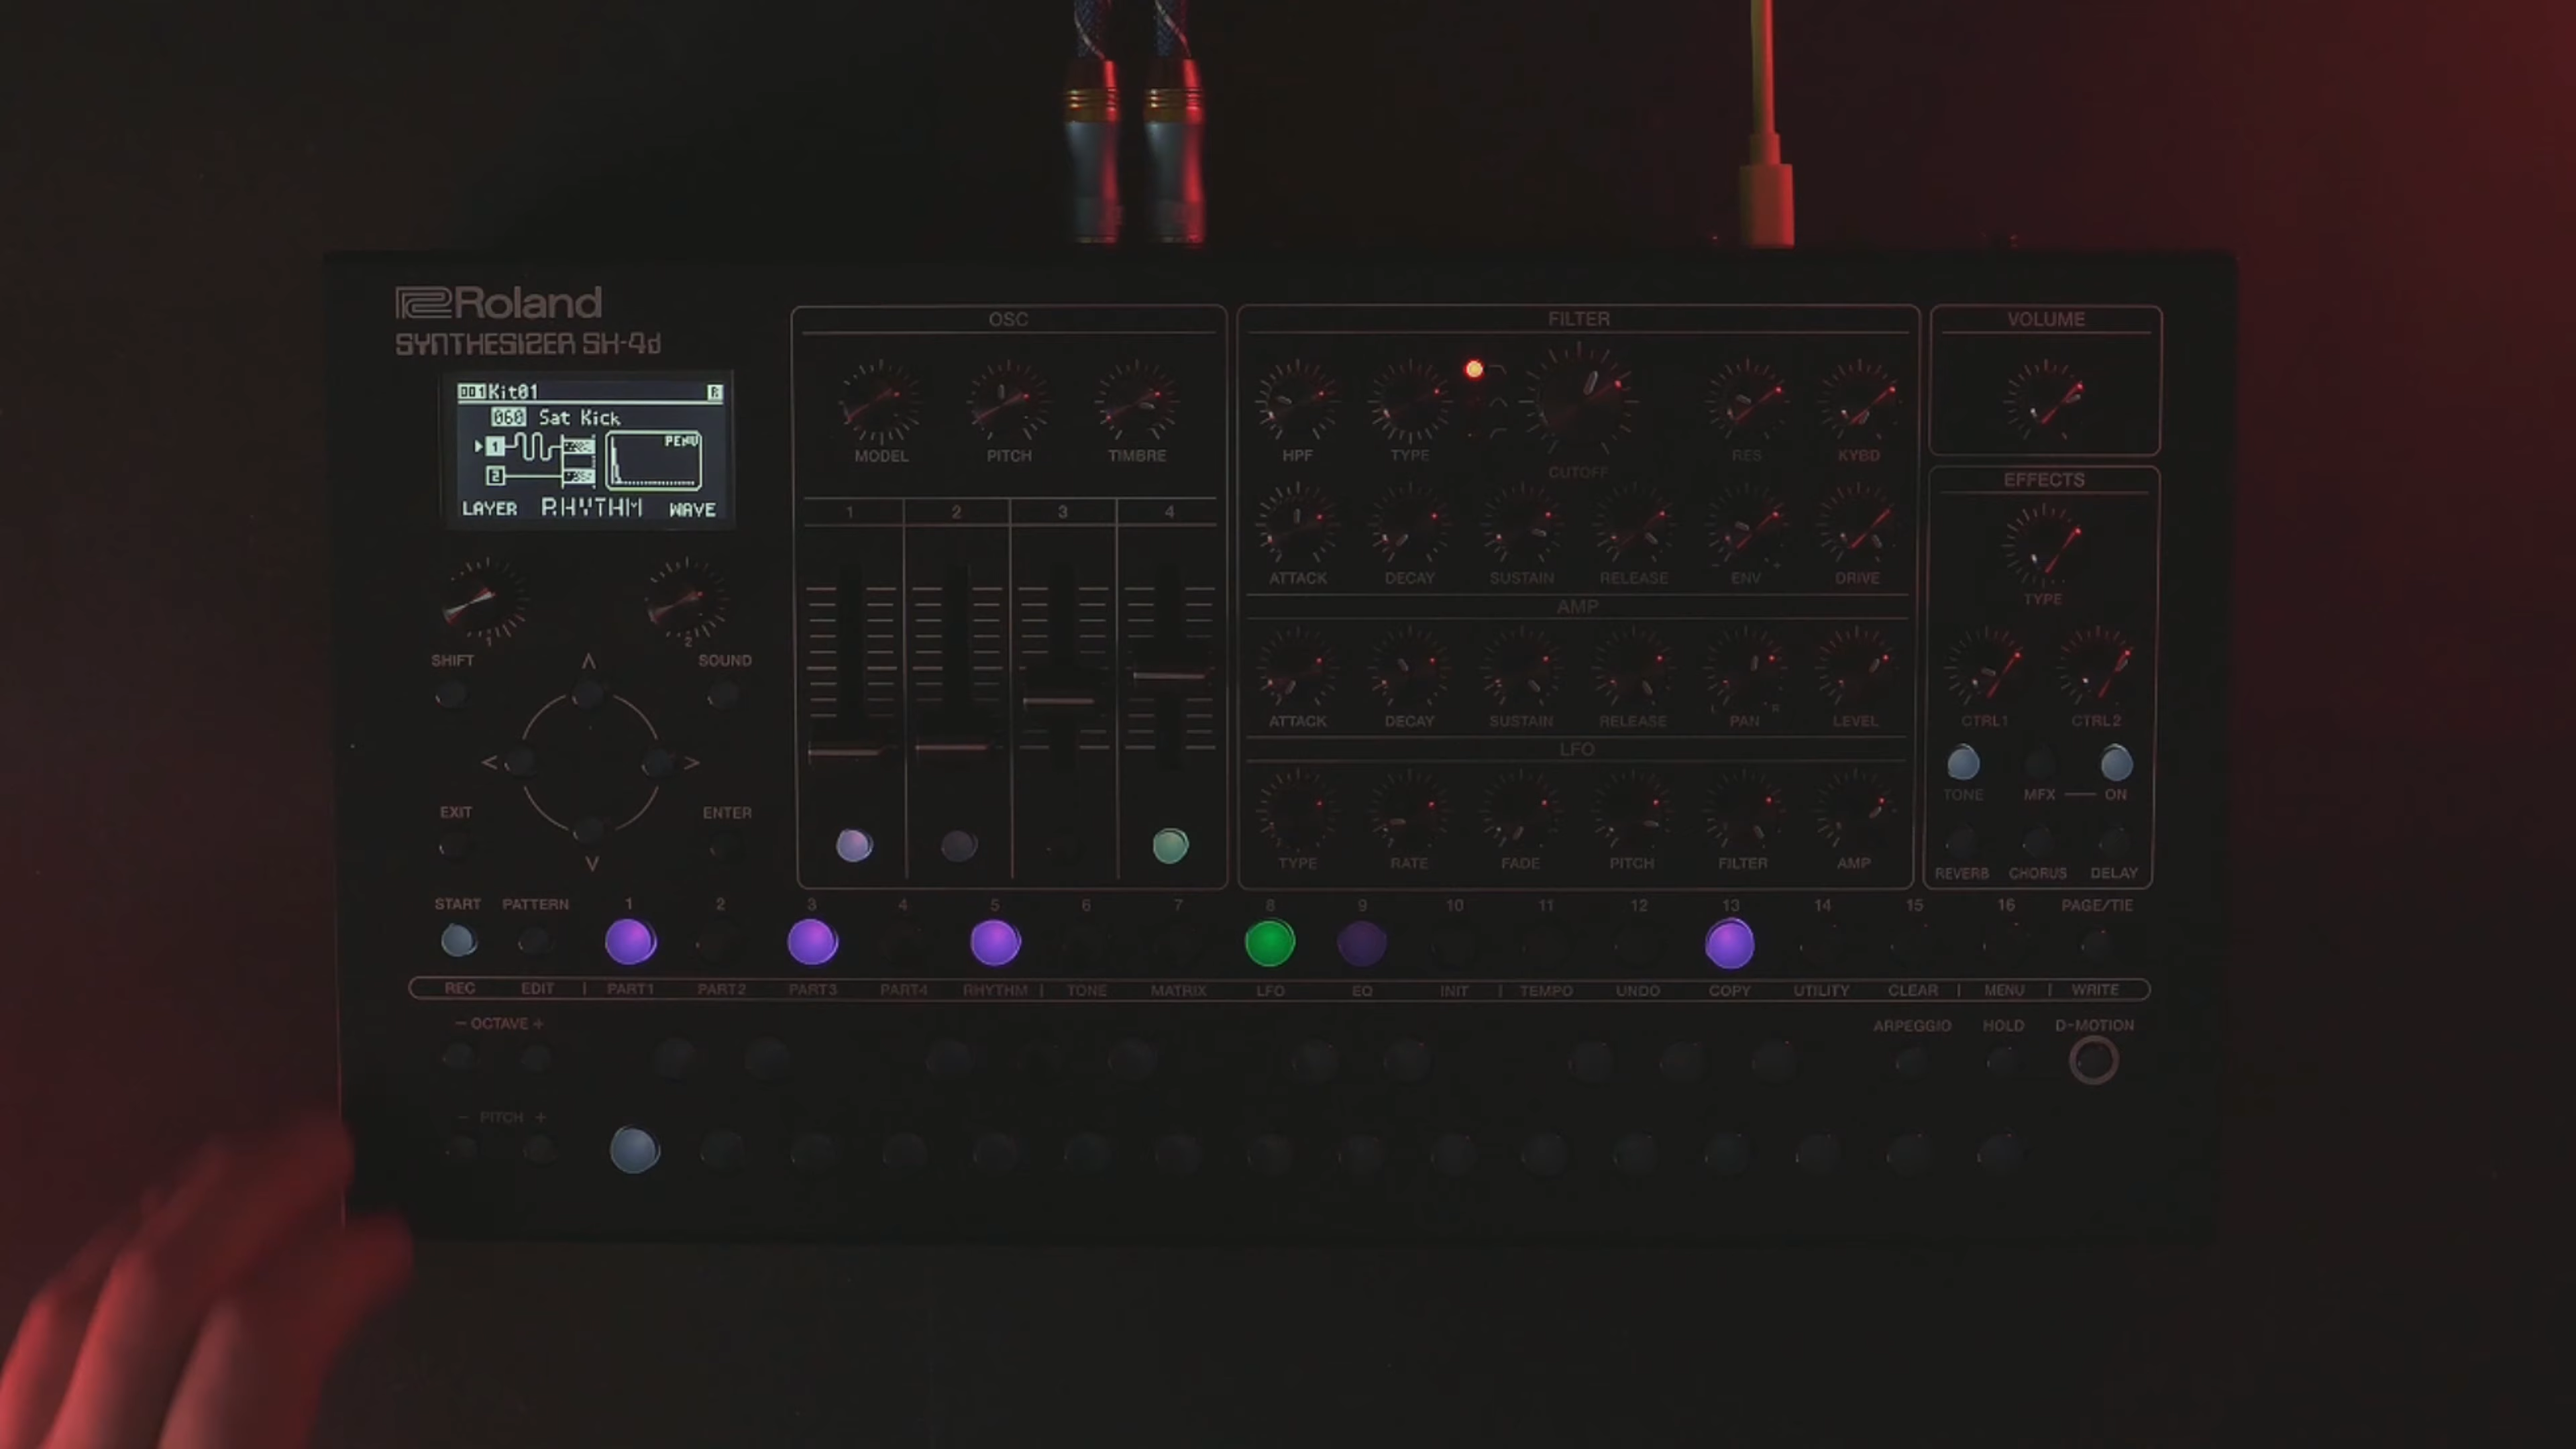 Roland
SYNTHESIZER SH-4d
001 Kit01 R
060 Sat Kick
1
PENV
2
LAYER RHYTHM WAVE
1 2
SHIFT SOUND
EXIT ENTER
OSC
MODEL PITCH TIMBRE
1 2 3 4
FILTER
HPF TYPE CUTOFF RES KYBD
ATTACK DECAY SUSTAIN RELEASE - ENV + DRIVE
AMP
ATTACK DECAY SUSTAIN RELEASE L PAN R LEVEL
LFO
TYPE RATE FADE PITCH FILTER AMP
VOLUME
EFFECTS
TYPE
CTRL1 CTRL2
TONE MFX ON
REVERB CHORUS DELAY
START PATTERN 1 2 3 4 5 6 7 8 9 10 11 12 13 14 15 16 PAGE/TIE
REC EDIT | PART1 PART2 PART3 PART4 RHYTHM | TONE MATRIX LFO EQ INIT | TEMPO UNDO COPY UTILITY CLEAR | MENU | WRITE
- OCTAVE + ARPEGGIO HOLD D-MOTION
- PITCH +